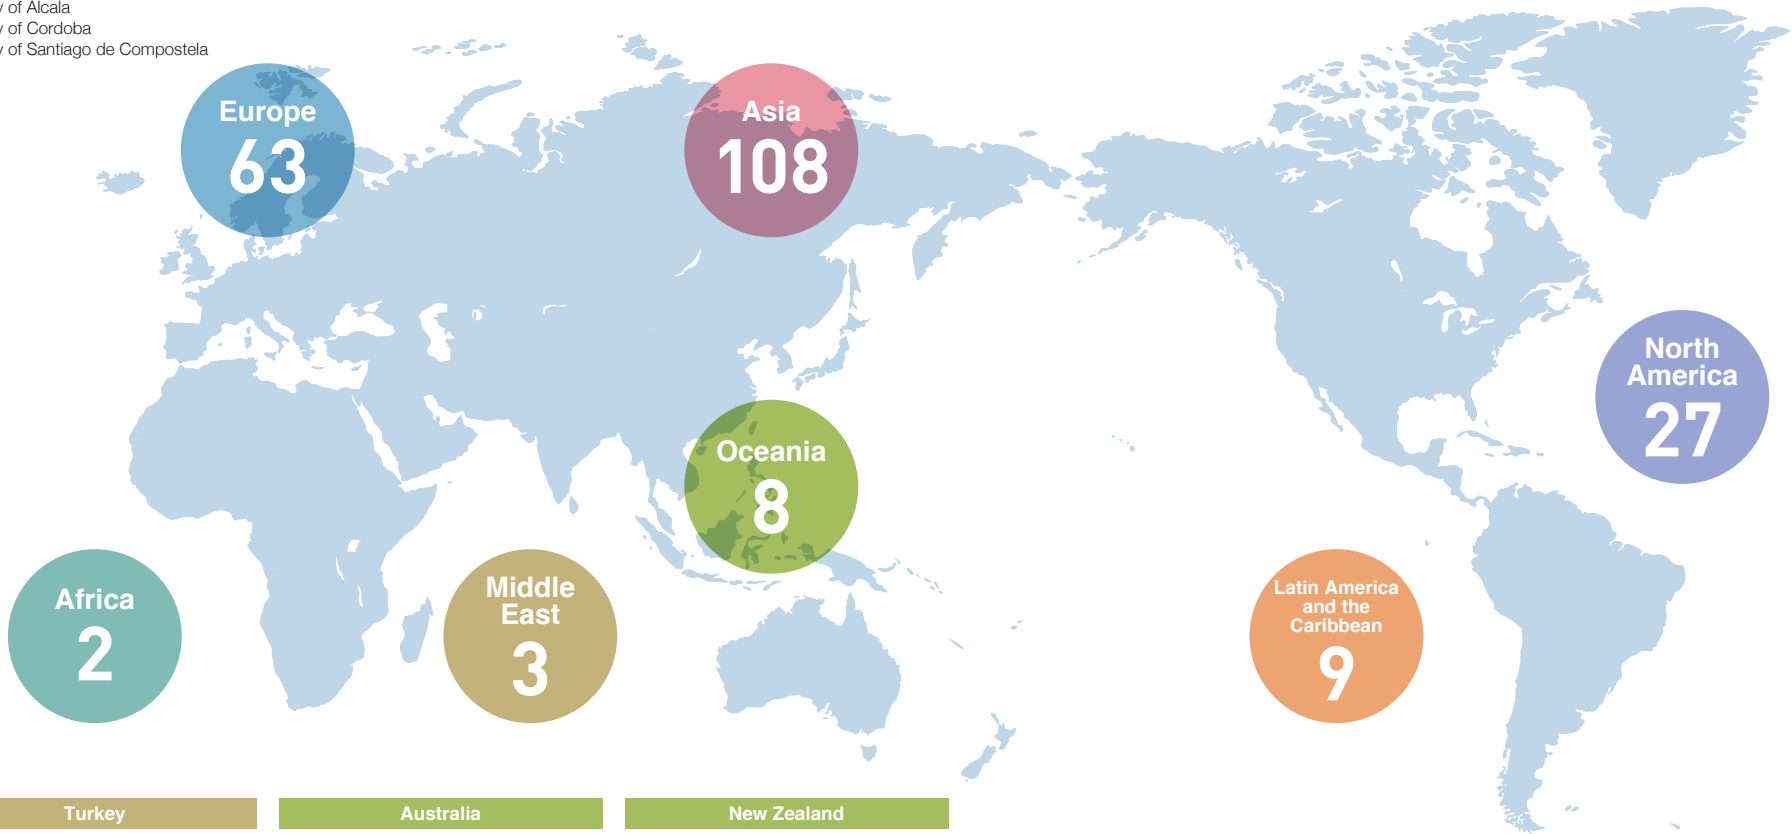 y of Alcala
y of Cordoba
y of Santiago de Compostela
Europe
63
Asia
108
North
America
27
Oceania
8
Africa
2
Middle
East
3
Latin America
and the
Caribbean
9
Turkey
Australia
New Zealand